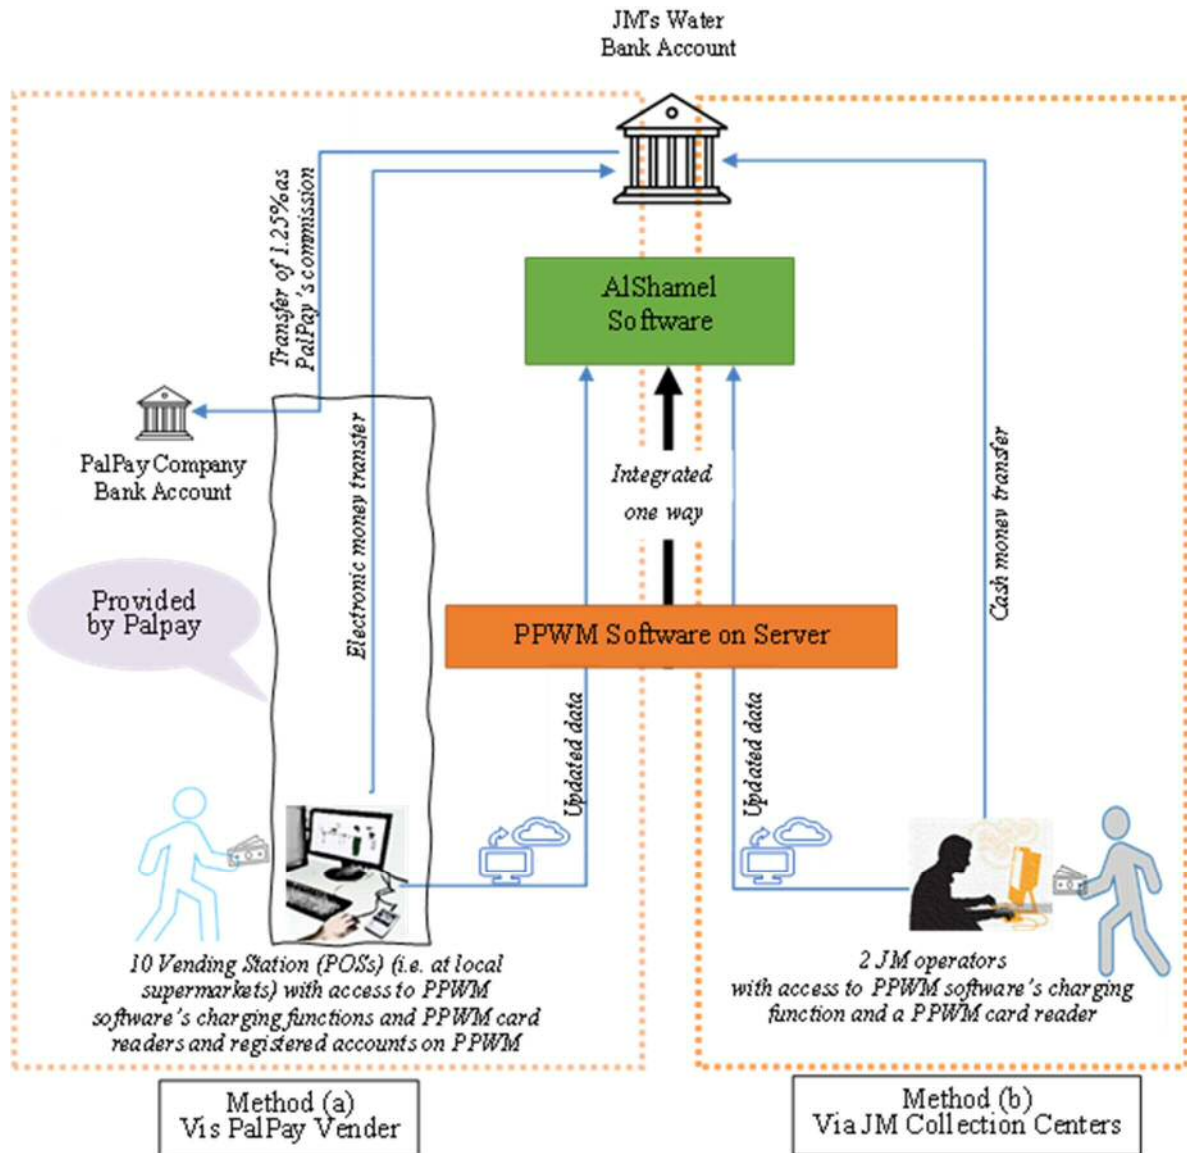 JM's Water
Bank Account
Transfer of 1.25% as
PalPay's commission
AlShamel
Software
PalPay Company
Bank Account
Electronic money transfer
Integrated
one way
Cash money transfer
Provided
by Palpay
PPWM Software on Server
Updated data
Updated data
10 Vending Station (POSs) (i.e. at local
supermarkets) with access to PPWM
software's charging functions and PPWM card
readers and registered accounts on PPWM
2 JM operators
with access to PPWM software's charging
function and a PPWM card reader
Method (a)
Vis PalPay Vender
Method (b)
Via JM Collection Centers